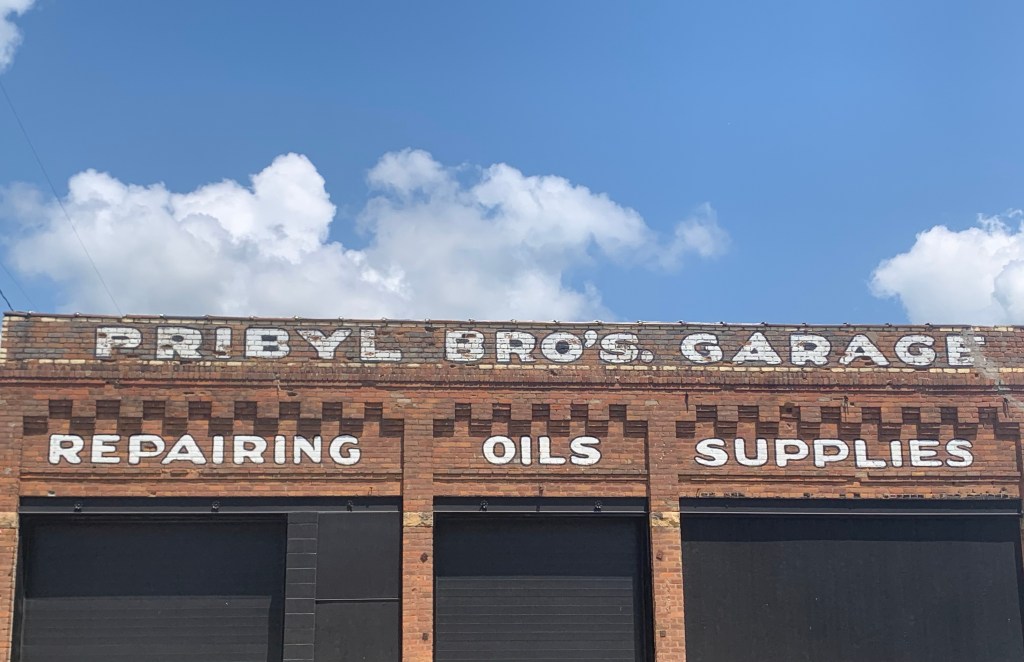 PRIBYL BRO'S. GARAGE
REPAIRING OILS SUPPLIES